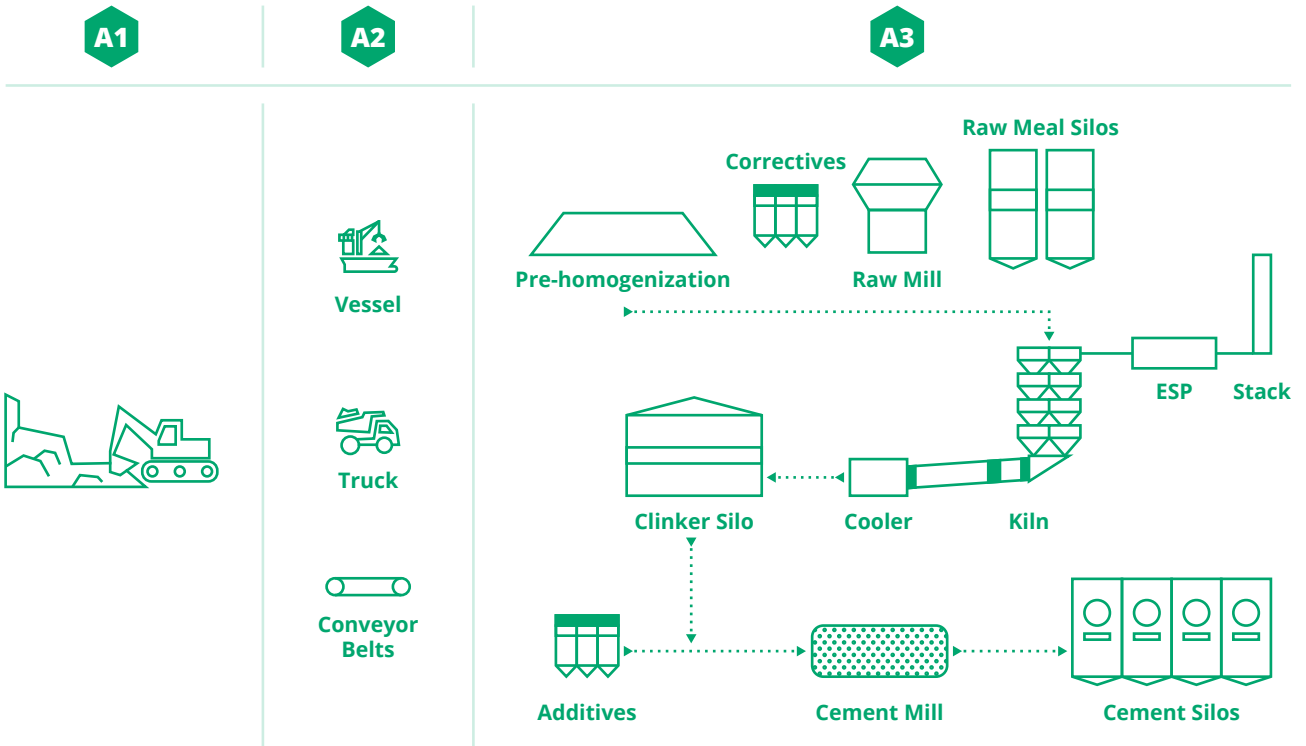 A1
A2
A3
Vessel
Truck
Conveyor
Belts
Raw Meal Silos
Correctives
Pre-homogenization
Raw Mill
ESP
Stack
Clinker Silo
Cooler
Kiln
Additives
Cement Mill
Cement Silos